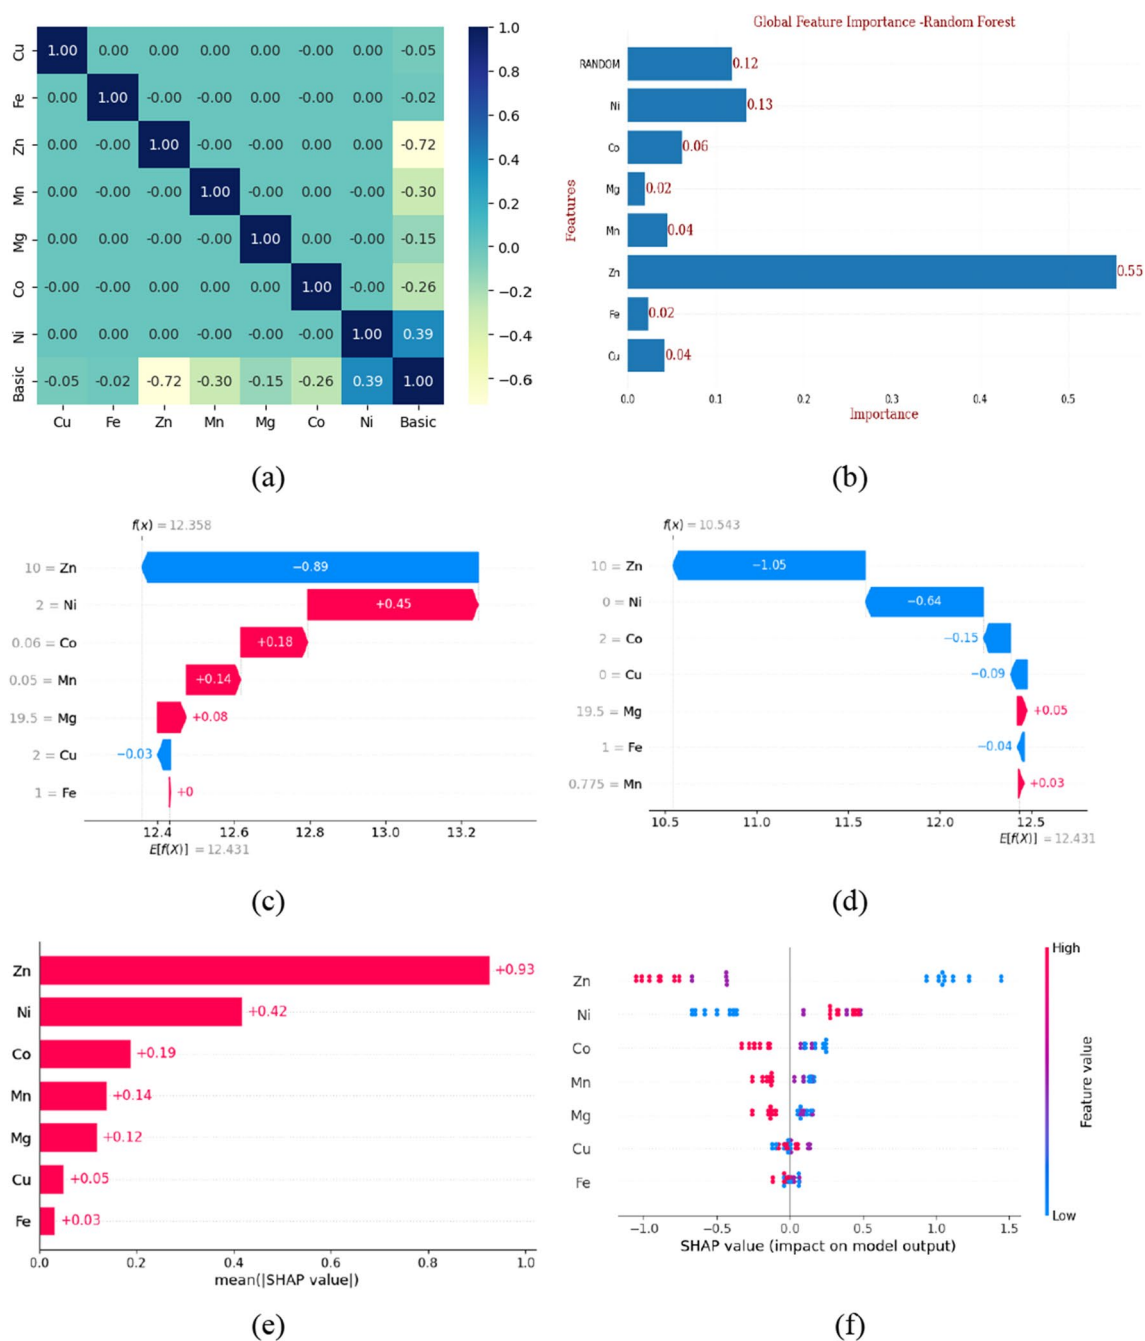 Cu 1.00 0.00 0.00 0.00 0.00 -0.00 0.00 -0.05
Fe 0.00 1.00 -0.00 -0.00 0.00 0.00 0.00 -0.02
Zn 0.00 -0.00 1.00 -0.00 -0.00 0.00 0.00 -0.72
Mn 0.00 -0.00 -0.00 1.00 -0.00 0.00 -0.00 -0.30
Mg 0.00 0.00 -0.00 -0.00 1.00 0.00 -0.00 -0.15
Co -0.00 0.00 0.00 0.00 0.00 1.00 -0.00 -0.26
Ni 0.00 0.00 0.00 -0.00 -0.00 -0.00 1.00 0.39
Basic -0.05 -0.02 -0.72 -0.30 -0.15 -0.26 0.39 1.00
Cu Fe Zn Mn Mg Co Ni Basic
1.0
0.8
0.6
0.4
0.2
0.0
−0.2
−0.4
−0.6
(a)
Global Feature Importance -Random Forest
Features
RANDOM 0.12
Ni 0.13
Co 0.06
Mg 0.02
Mn 0.04
Zn 0.55
Fe 0.02
Cu 0.04
0.0 0.1 0.2 0.3 0.4 0.5
Importance
(b)
f(x) = 12.358
10 = Zn −0.89
2 = Ni +0.45
0.06 = Co +0.18
0.05 = Mn +0.14
19.5 = Mg +0.08
2 = Cu −0.03
1 = Fe +0
12.4 12.6 12.8 13.0 13.2
E[f(X)] = 12.431
(c)
f(x) = 10.543
10 = Zn −1.05
0 = Ni −0.64
2 = Co −0.15
0 = Cu −0.09
19.5 = Mg +0.05
1 = Fe −0.04
0.775 = Mn +0.03
10.5 11.0 11.5 12.0 12.5
E[f(X)] = 12.431
(d)
Zn +0.93
Ni +0.42
Co +0.19
Mn +0.14
Mg +0.12
Cu +0.05
Fe +0.03
0.0 0.2 0.4 0.6 0.8 1.0
mean(|SHAP value|)
(e)
High
Zn
Ni
Co
Mn
Mg
Cu
Fe
Feature value
Low
−1.0 −0.5 0.0 0.5 1.0 1.5
SHAP value (impact on model output)
(f)